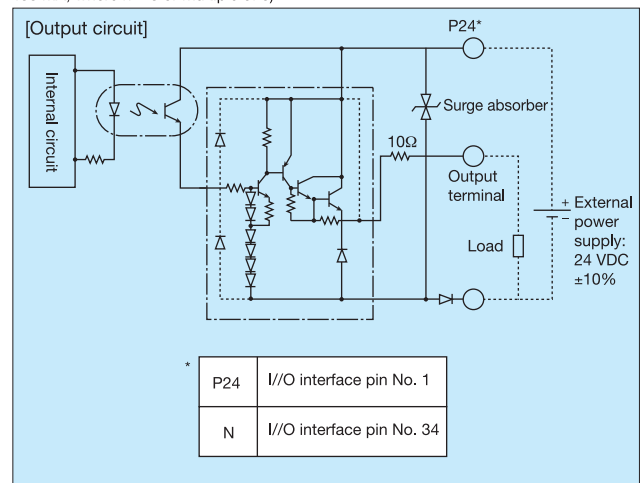 [Output circuit]
P24*
Internal circuit
Surge absorber
10Ω
Output
terminal
Load
+
−
External
power
supply:
24 VDC
±10%
*
P24 I//O interface pin No. 1
N I//O interface pin No. 34